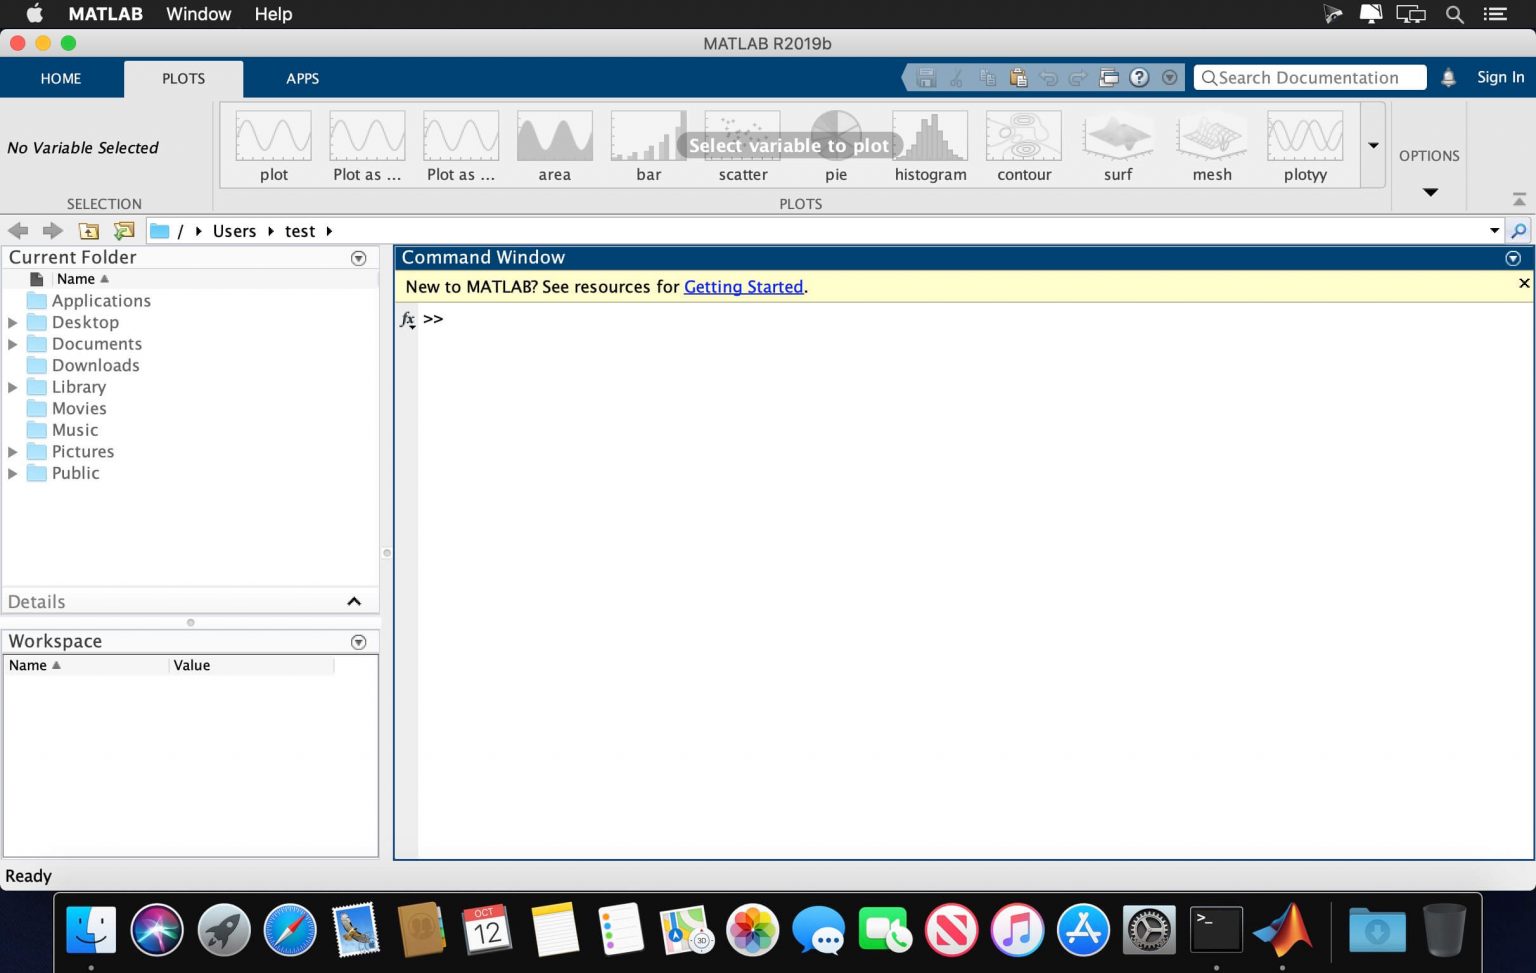 MATLAB Window Help
MATLAB R2019b
HOME PLOTS APPS Search Documentation Sign In
No Variable Selected
Select variable to plot
plot Plot as ... Plot as ... area bar scatter pie histogram contour surf mesh plotyy
OPTIONS
SELECTION PLOTS
/ Users test
Current Folder
Name
Applications
Desktop
Documents
Downloads
Library
Movies
Music
Pictures
Public
Details
Workspace
Name Value
Command Window
New to MATLAB? See resources for Getting Started.
fx >>
Ready
OCT
12
3D
>_